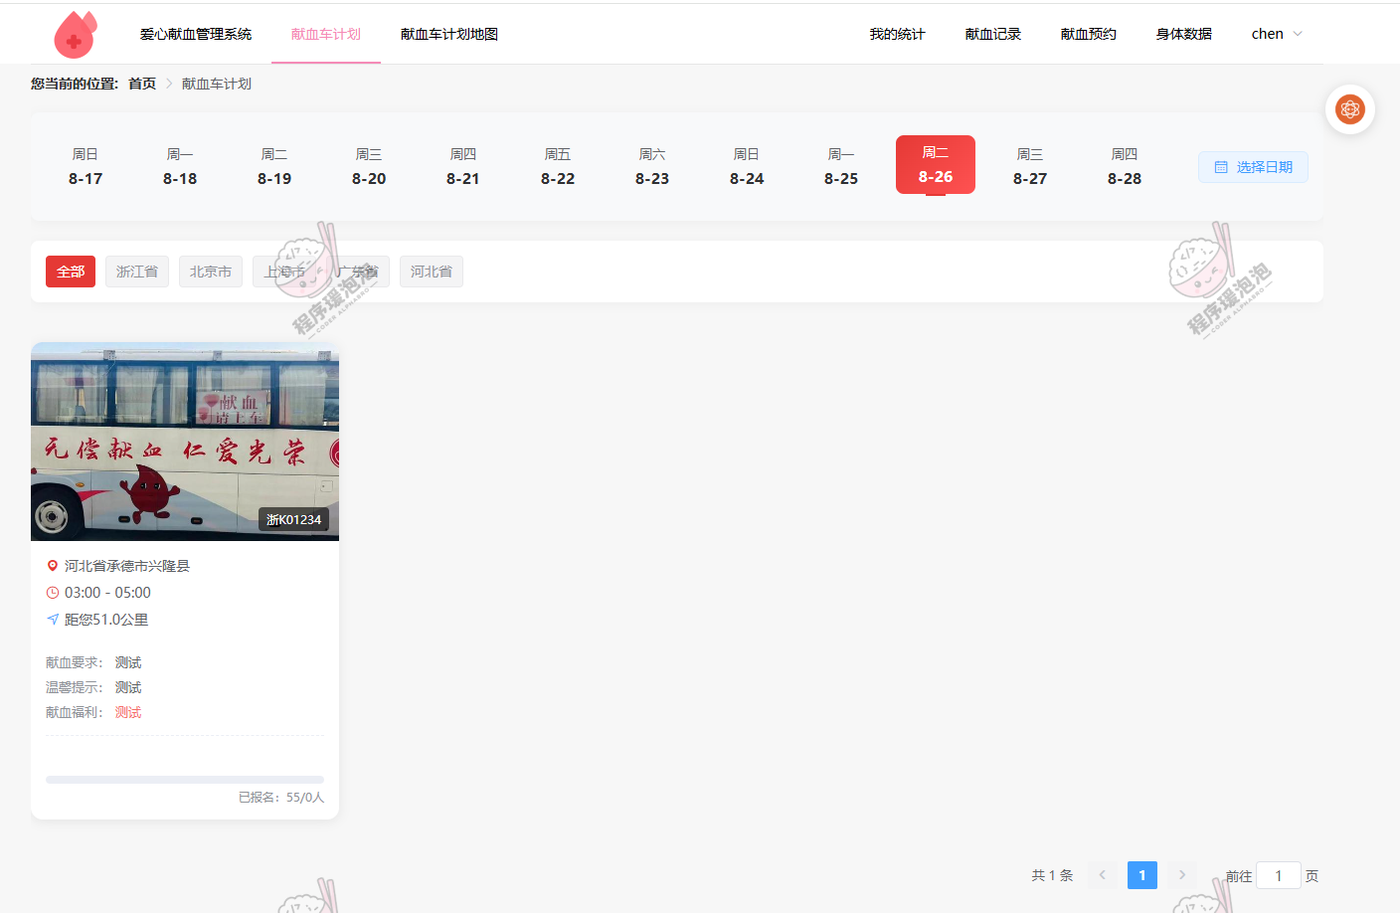 爱心献血管理系统
献血车计划
献血车计划地图
我的统计
献血记录
献血预约
身体数据
chen
您当前的位置: 首页 > 献血车计划
周日 周一 周二 周三 周四 周五 周六 周日 周一 周二 周三 周四
8-17 8-18 8-19 8-20 8-21 8-22 8-23 8-24 8-25 8-26 8-27 8-28
选择日期
全部 浙江省 北京市 上海市 广东省 河北省
程序瑗泡泡
CODER ALPHABRO
程序瑗泡泡
CODER ALPHABRO
献血
请上车
无偿献血 仁爱光荣
浙K01234
河北省承德市兴隆县
03:00 - 05:00
距您51.0公里
献血要求: 测试
温馨提示: 测试
献血福利: 测试
已报名: 55/0人
共 1 条
1
前往 1 页